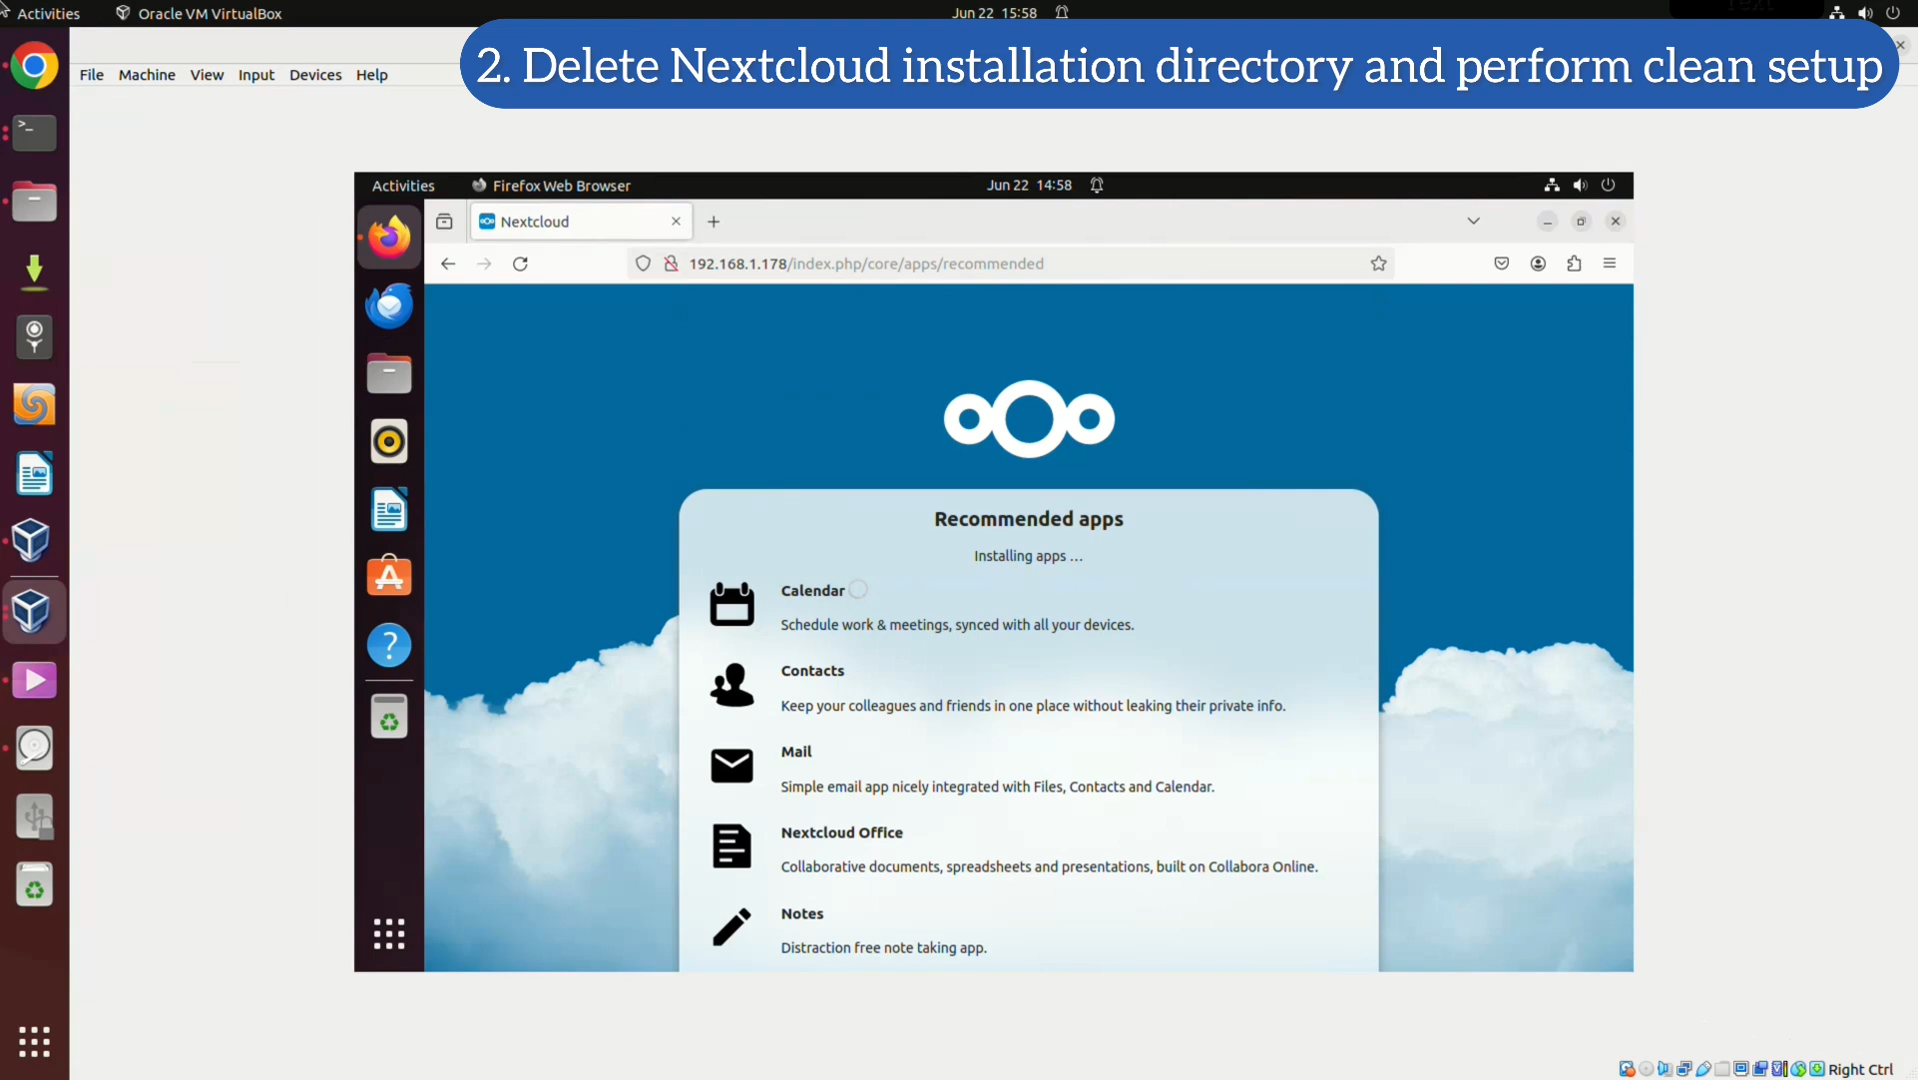 Activities
Oracle VM VirtualBox
Jun 22 15:58
2. Delete Nextcloud installation directory and perform clean setup
File Machine View Input Devices Help
Activities
Firefox Web Browser
Jun 22 14:58
Nextcloud
192.168.1.178/index.php/core/apps/recommended
Recommended apps
Installing apps ...
Calendar
Schedule work & meetings, synced with all your devices.
Contacts
Keep your colleagues and friends in one place without leaking their private info.
Mail
Simple email app nicely integrated with Files, Contacts and Calendar.
Nextcloud Office
Collaborative documents, spreadsheets and presentations, built on Collabora Online.
Notes
Distraction free note taking app.
Right Ctrl